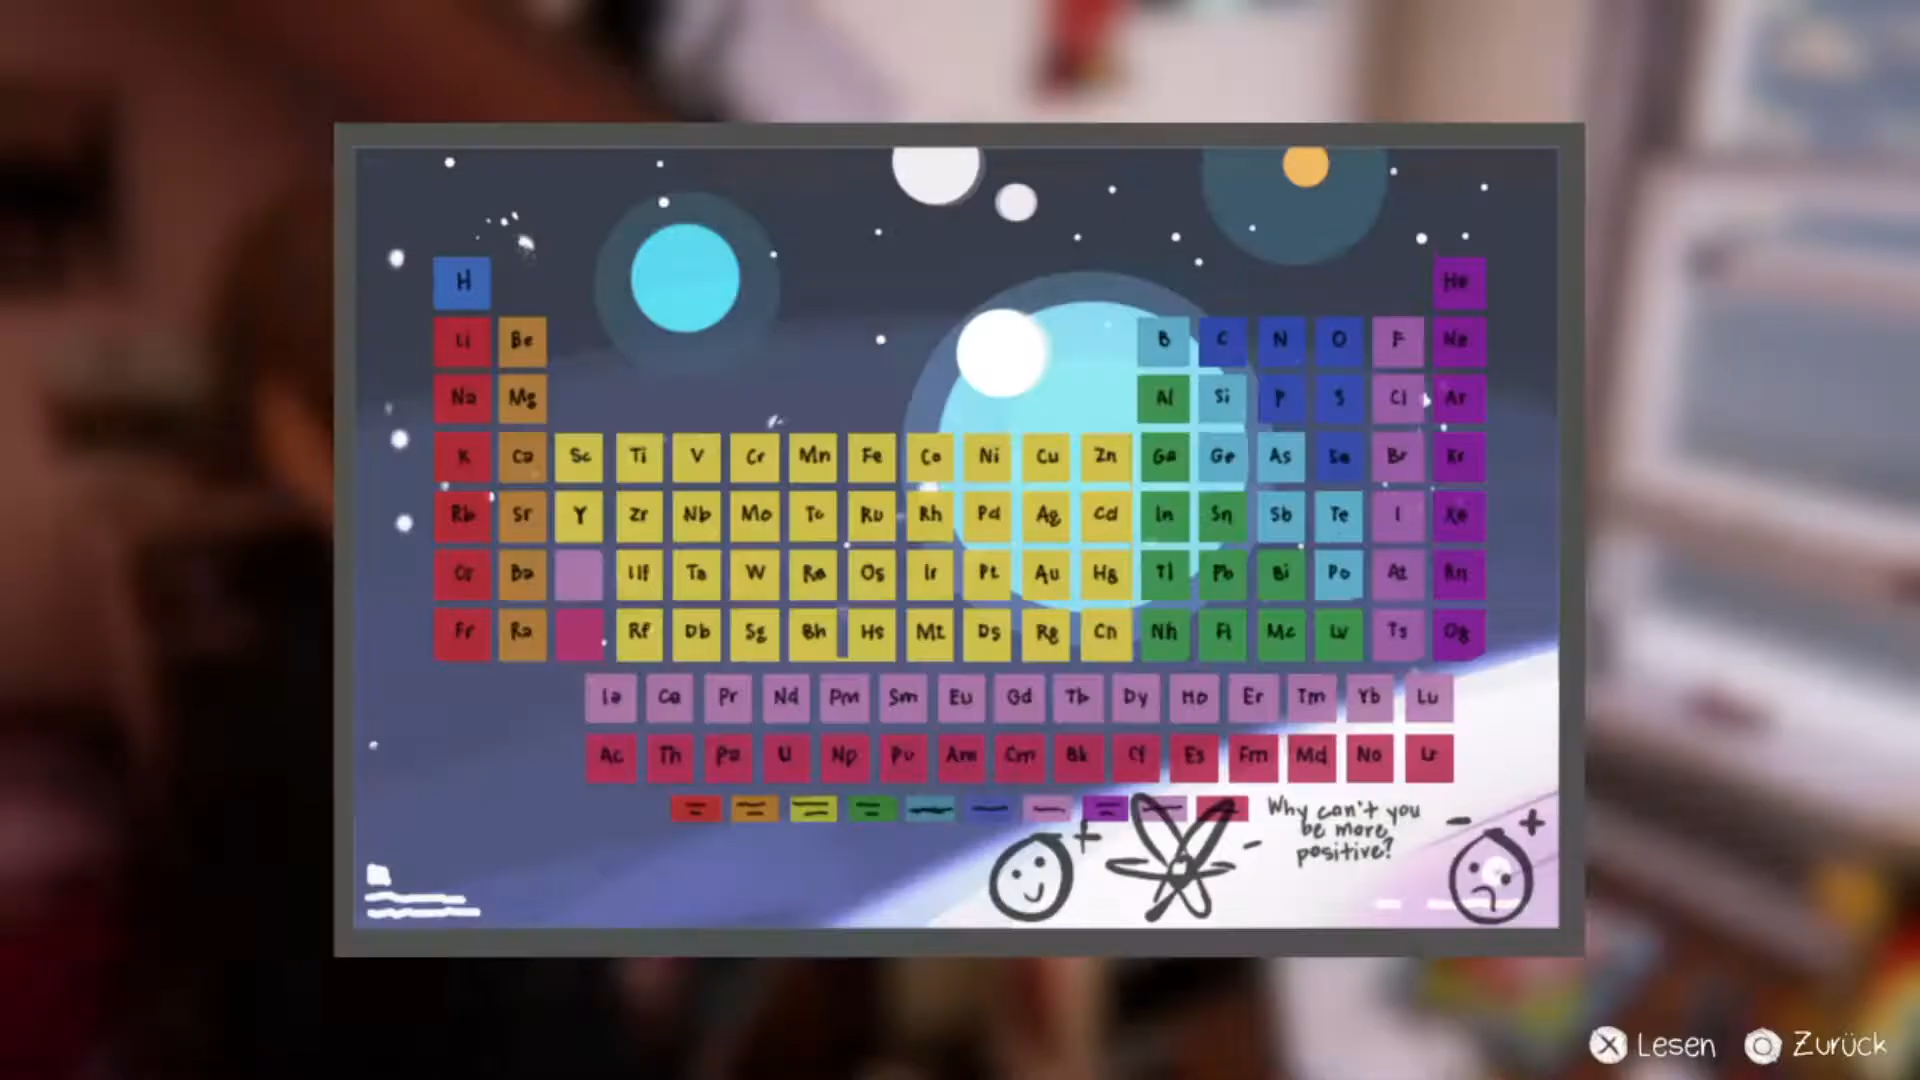 H He
Li Be B C N O F Ne
Na Mg Al Si P S Cl Ar
K Ca Sc Ti V Cr Mn Fe Co Ni Cu Zn Ga Ge As Se Br Kr
Rb Sr Y Zr Nb Mo Tc Ru Rh Pd Ag Cd In Sn Sb Te I Xe
Cs Ba Hf Ta W Re Os Ir Pt Au Hg Tl Pb Bi Po At Rn
Fr Ra Rf Db Sg Bh Hs Mt Ds Rg Cn Nh Fl Mc Lv Ts Og
La Ce Pr Nd Pm Sm Eu Gd Tb Dy Ho Er Tm Yb Lu
Ac Th Pa U Np Pu Am Cm Bk Cf Es Fm Md No Lr
Why can't you
be more
positive?
Lesen Zurück